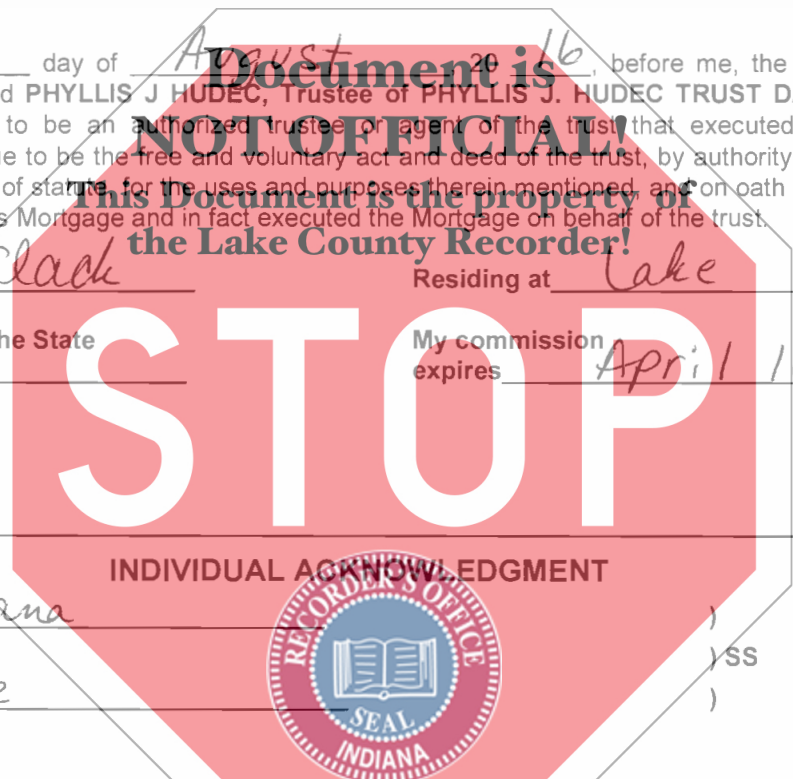 day of August 20 16, before me, the
d PHYLLIS J HUDEC, Trustee of PHYLLIS J. HUDEC TRUST D
to be an authorized trustee or agent of the trust that executed
e to be the free and voluntary act and deed of the trust, by authority
of statute, for the uses and purposes therein mentioned, and on oath
s Mortgage and in fact executed the Mortgage on behalf of the trust.
Document is
NOT OFFICIAL!
This Document is the property of
the Lake County Recorder!
Clack Residing at Lake
he State My commission
expires April 1
STOP
INDIVIDUAL ACKNOWLEDGMENT
ana )
) SS
e )
RECORDER'S OFFICE
SEAL
INDIANA